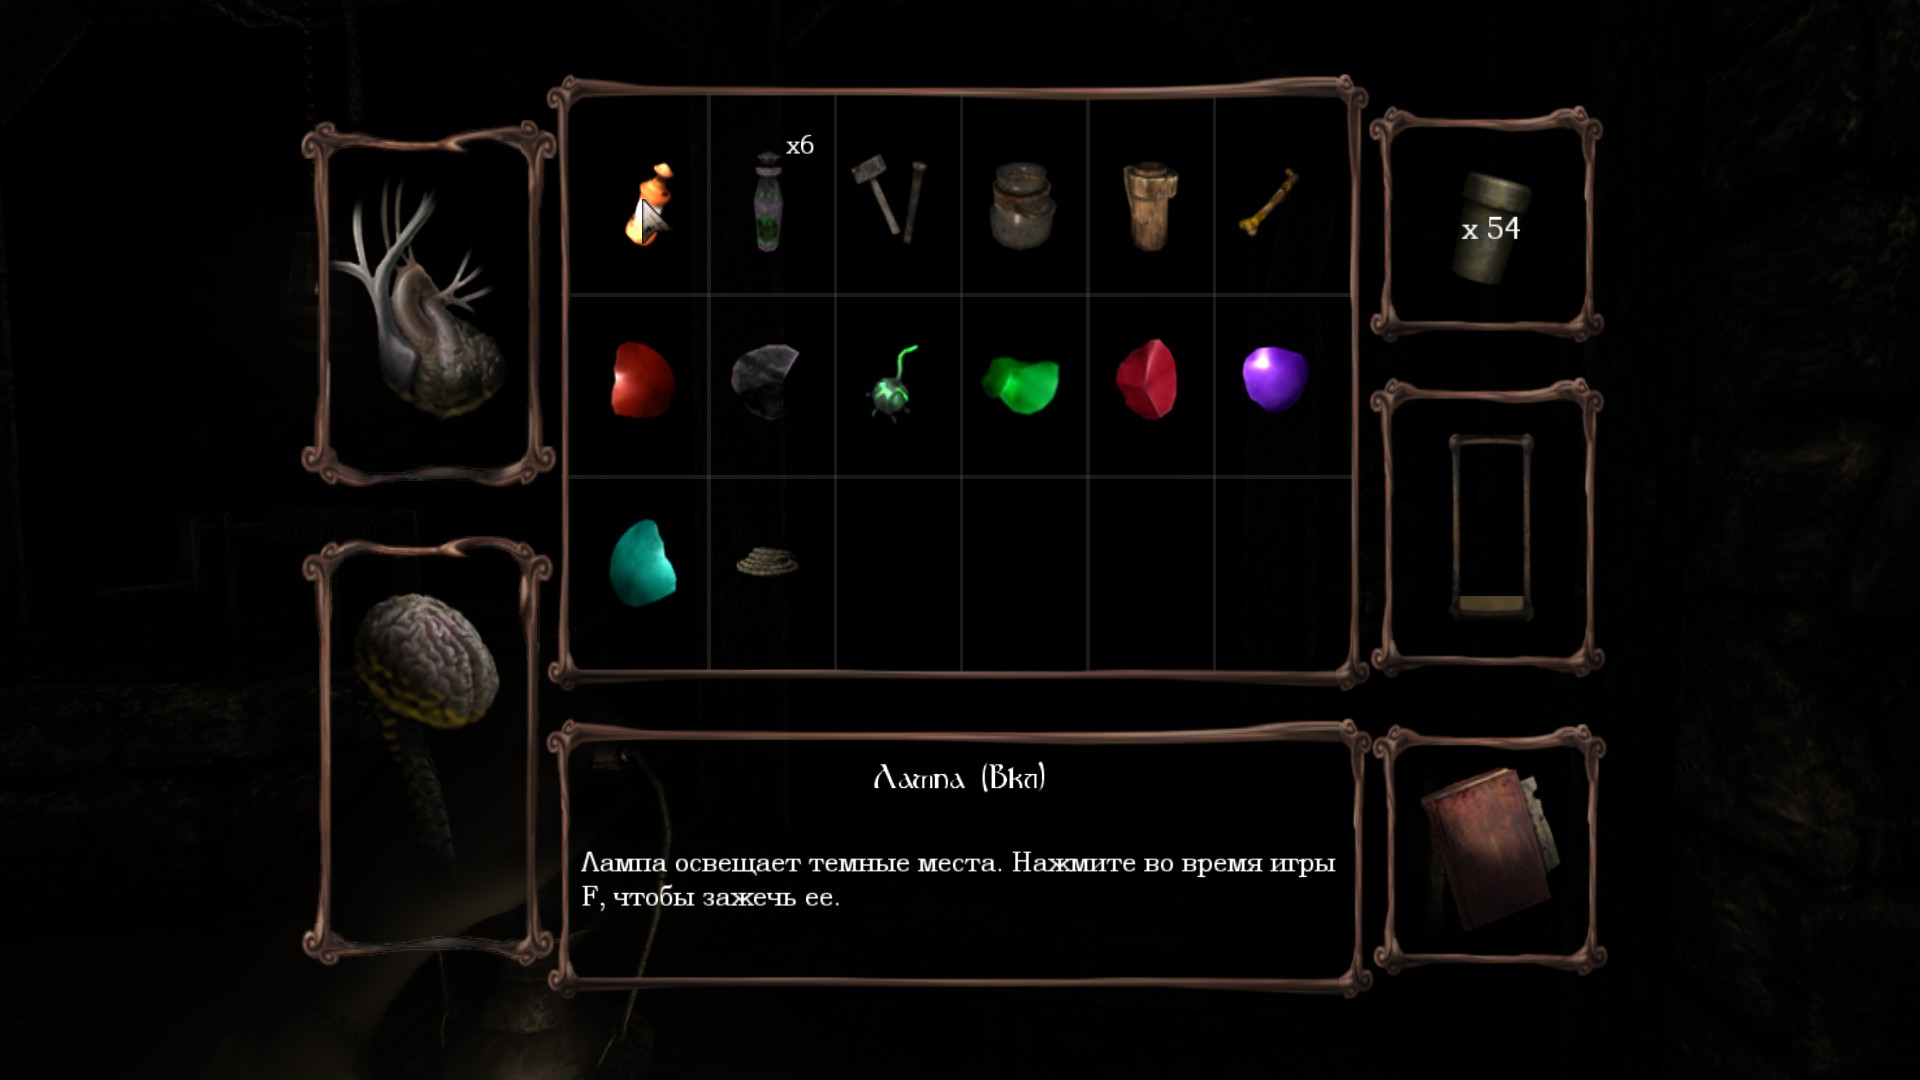 x6
x 54
Лампа (Вкл)
Лампа освещает темные места. Нажмите во время игры
F, чтобы зажечь ее.